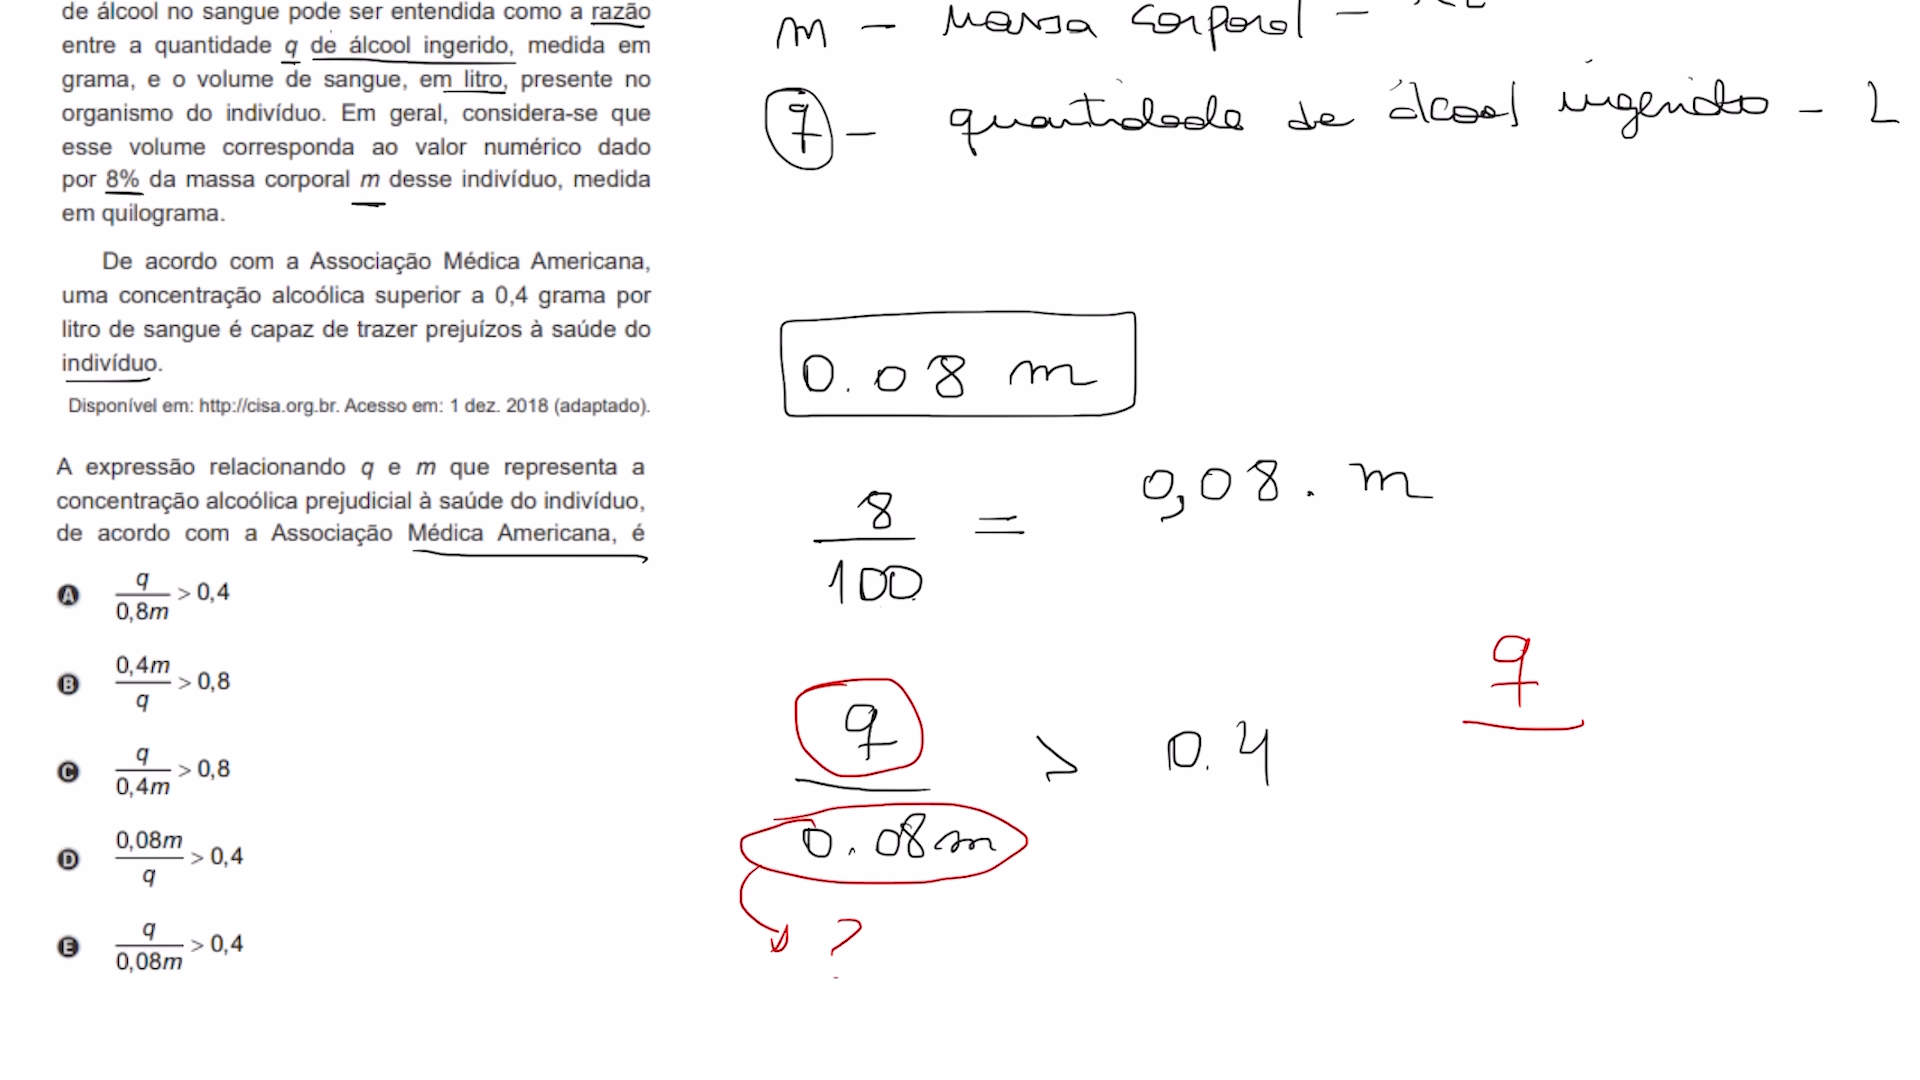 de álcool no sangue pode ser entendida como a razão
entre a quantidade q de álcool ingerido, medida em
grama, e o volume de sangue, em litro, presente no
organismo do indivíduo. Em geral, considera-se que
esse volume corresponda ao valor numérico dado
por 8% da massa corporal m desse indivíduo, medida
em quilograma.
De acordo com a Associação Médica Americana,
uma concentração alcoólica superior a 0,4 grama por
litro de sangue é capaz de trazer prejuízos à saúde do
indivíduo.
Disponível em: http://cisa.org.br. Acesso em: 1 dez. 2018 (adaptado).
A expressão relacionando q e m que representa a
concentração alcoólica prejudicial à saúde do indivíduo,
de acordo com a Associação Médica Americana, é
A q/0,8m > 0,4
B 0,4m/q > 0,8
C q/0,4m > 0,8
D 0,08m/q > 0,4
E q/0,08m > 0,4
m - massa corporal -
q - quantidade de álcool ingerido - L
0.08 m
8/100 = 0,08. m
q/0.08m > 0.4
?
q